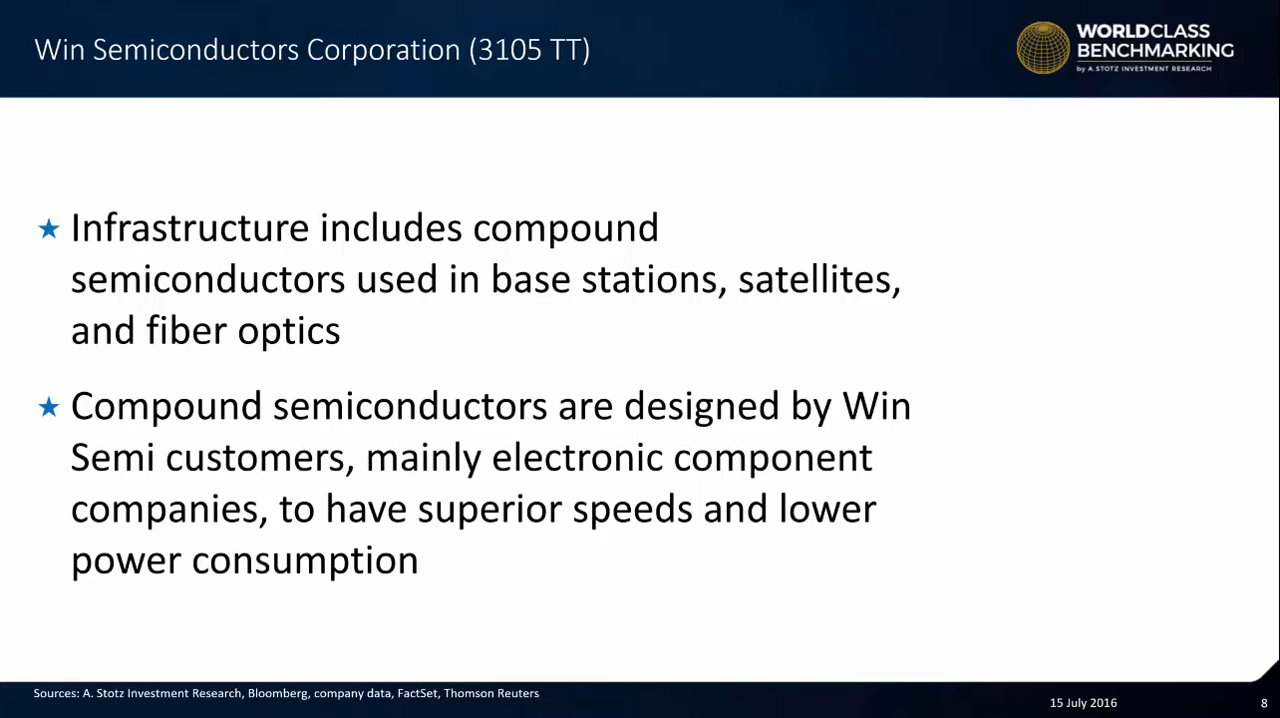 Win Semiconductors Corporation (3105 TT)
WORLDCLASS
BENCHMARKING
by A.STOTZ INVESTMENT RESEARCH
★ Infrastructure includes compound
semiconductors used in base stations, satellites,
and fiber optics
★ Compound semiconductors are designed by Win
Semi customers, mainly electronic component
companies, to have superior speeds and lower
power consumption
Sources: A. Stotz Investment Research, Bloomberg, company data, FactSet, Thomson Reuters
15 July 2016
8